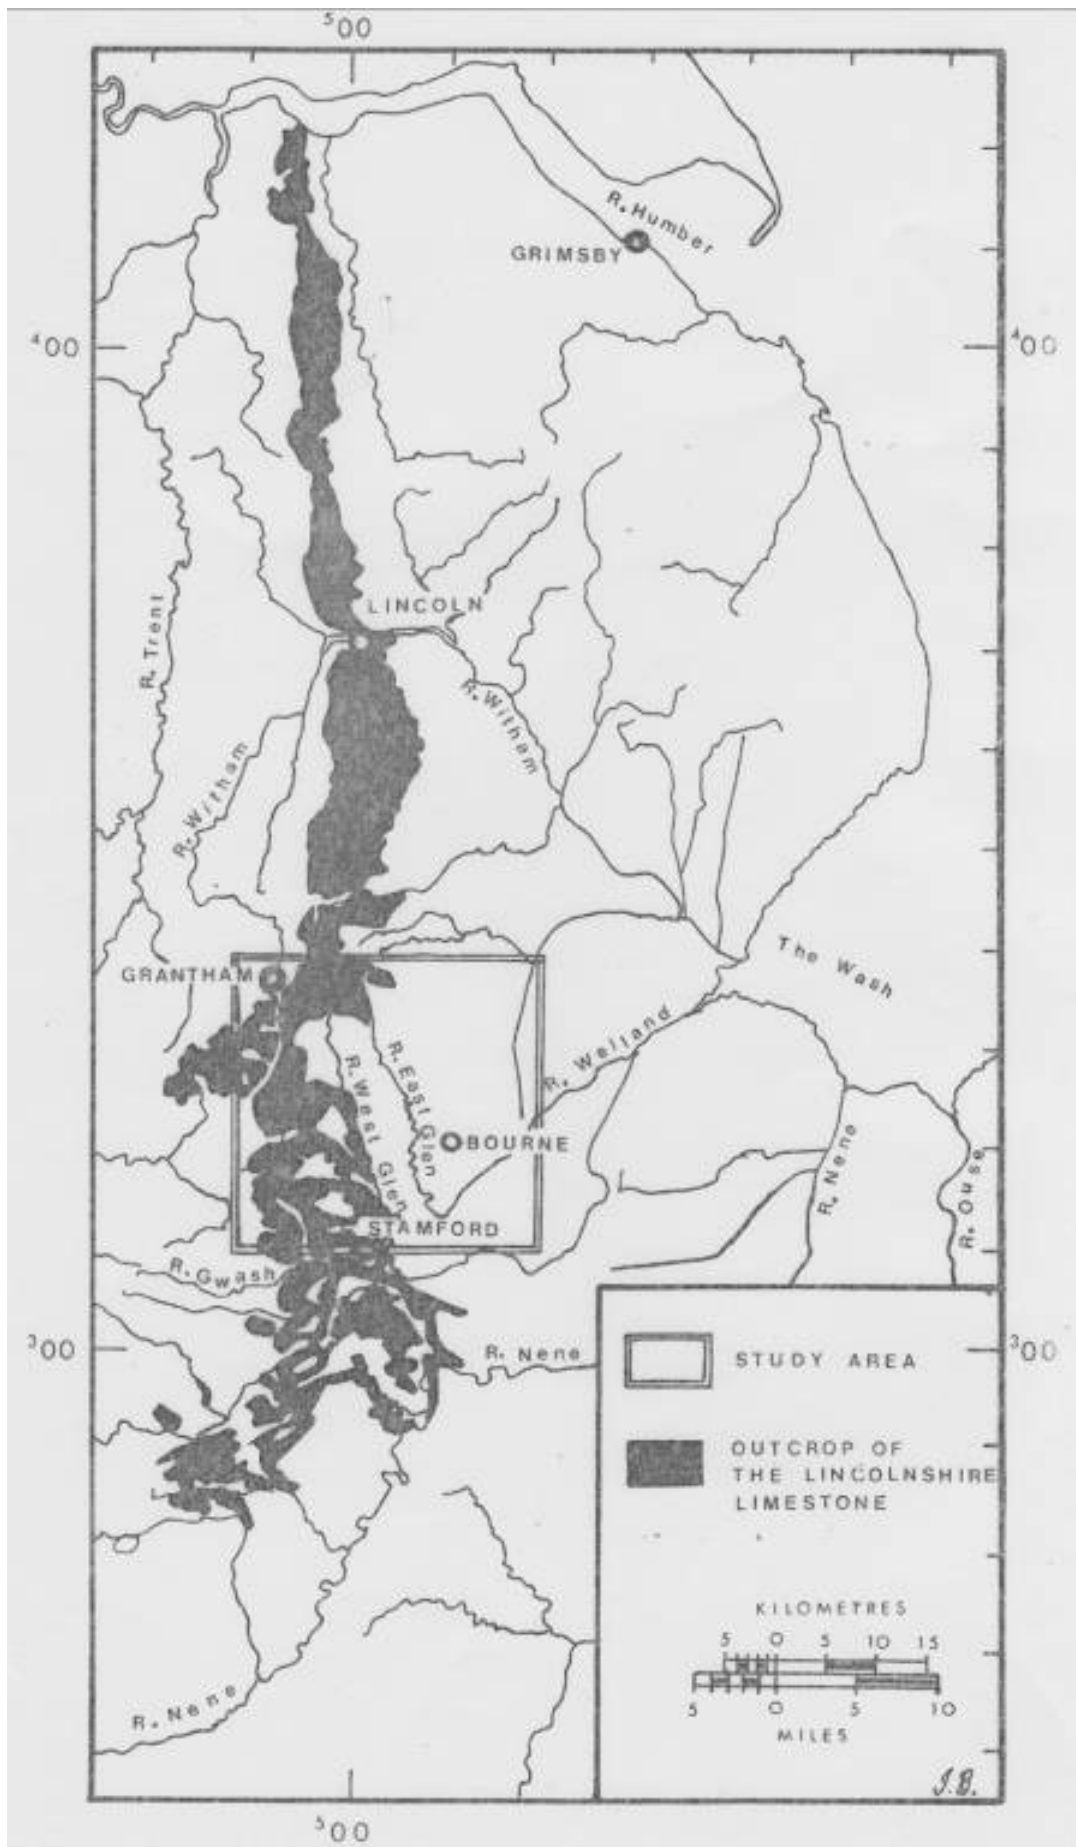 ⁵00
R. Humber
GRIMSBY
⁴00
⁴00
LINCOLN
R. Trent
R. Witham
R. Witham
The Wash
GRANTHAM
R. Welland
R. East Glen
R. West Glen
BOURNE
R. Nene
R. Ouse
STAMFORD
R. Gwash
R. Nene
³00
³00
STUDY AREA
OUTCROP OF
THE LINCOLNSHIRE
LIMESTONE
KILOMETRES
5 0 5 10 15
5 0 5 10
MILES
R. Nene
J.B.
⁵00